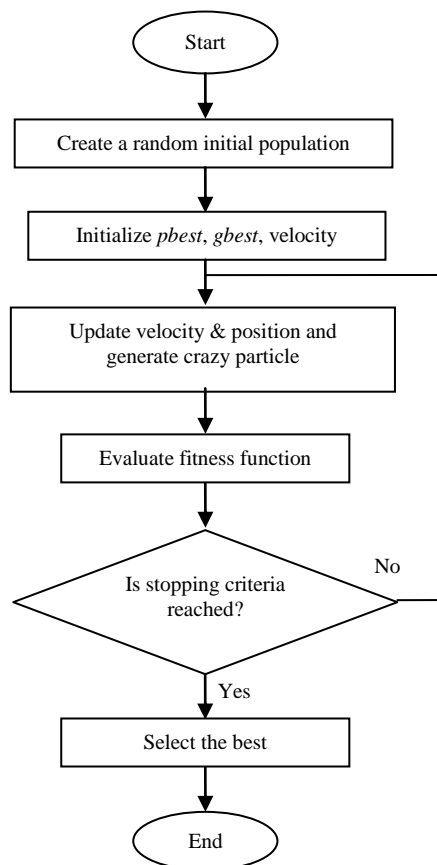 Start
Create a random initial population
Initialize pbest, gbest, velocity
Update velocity & position and
generate crazy particle
Evaluate fitness function
Is stopping criteria
reached?
No
Yes
Select the best
End